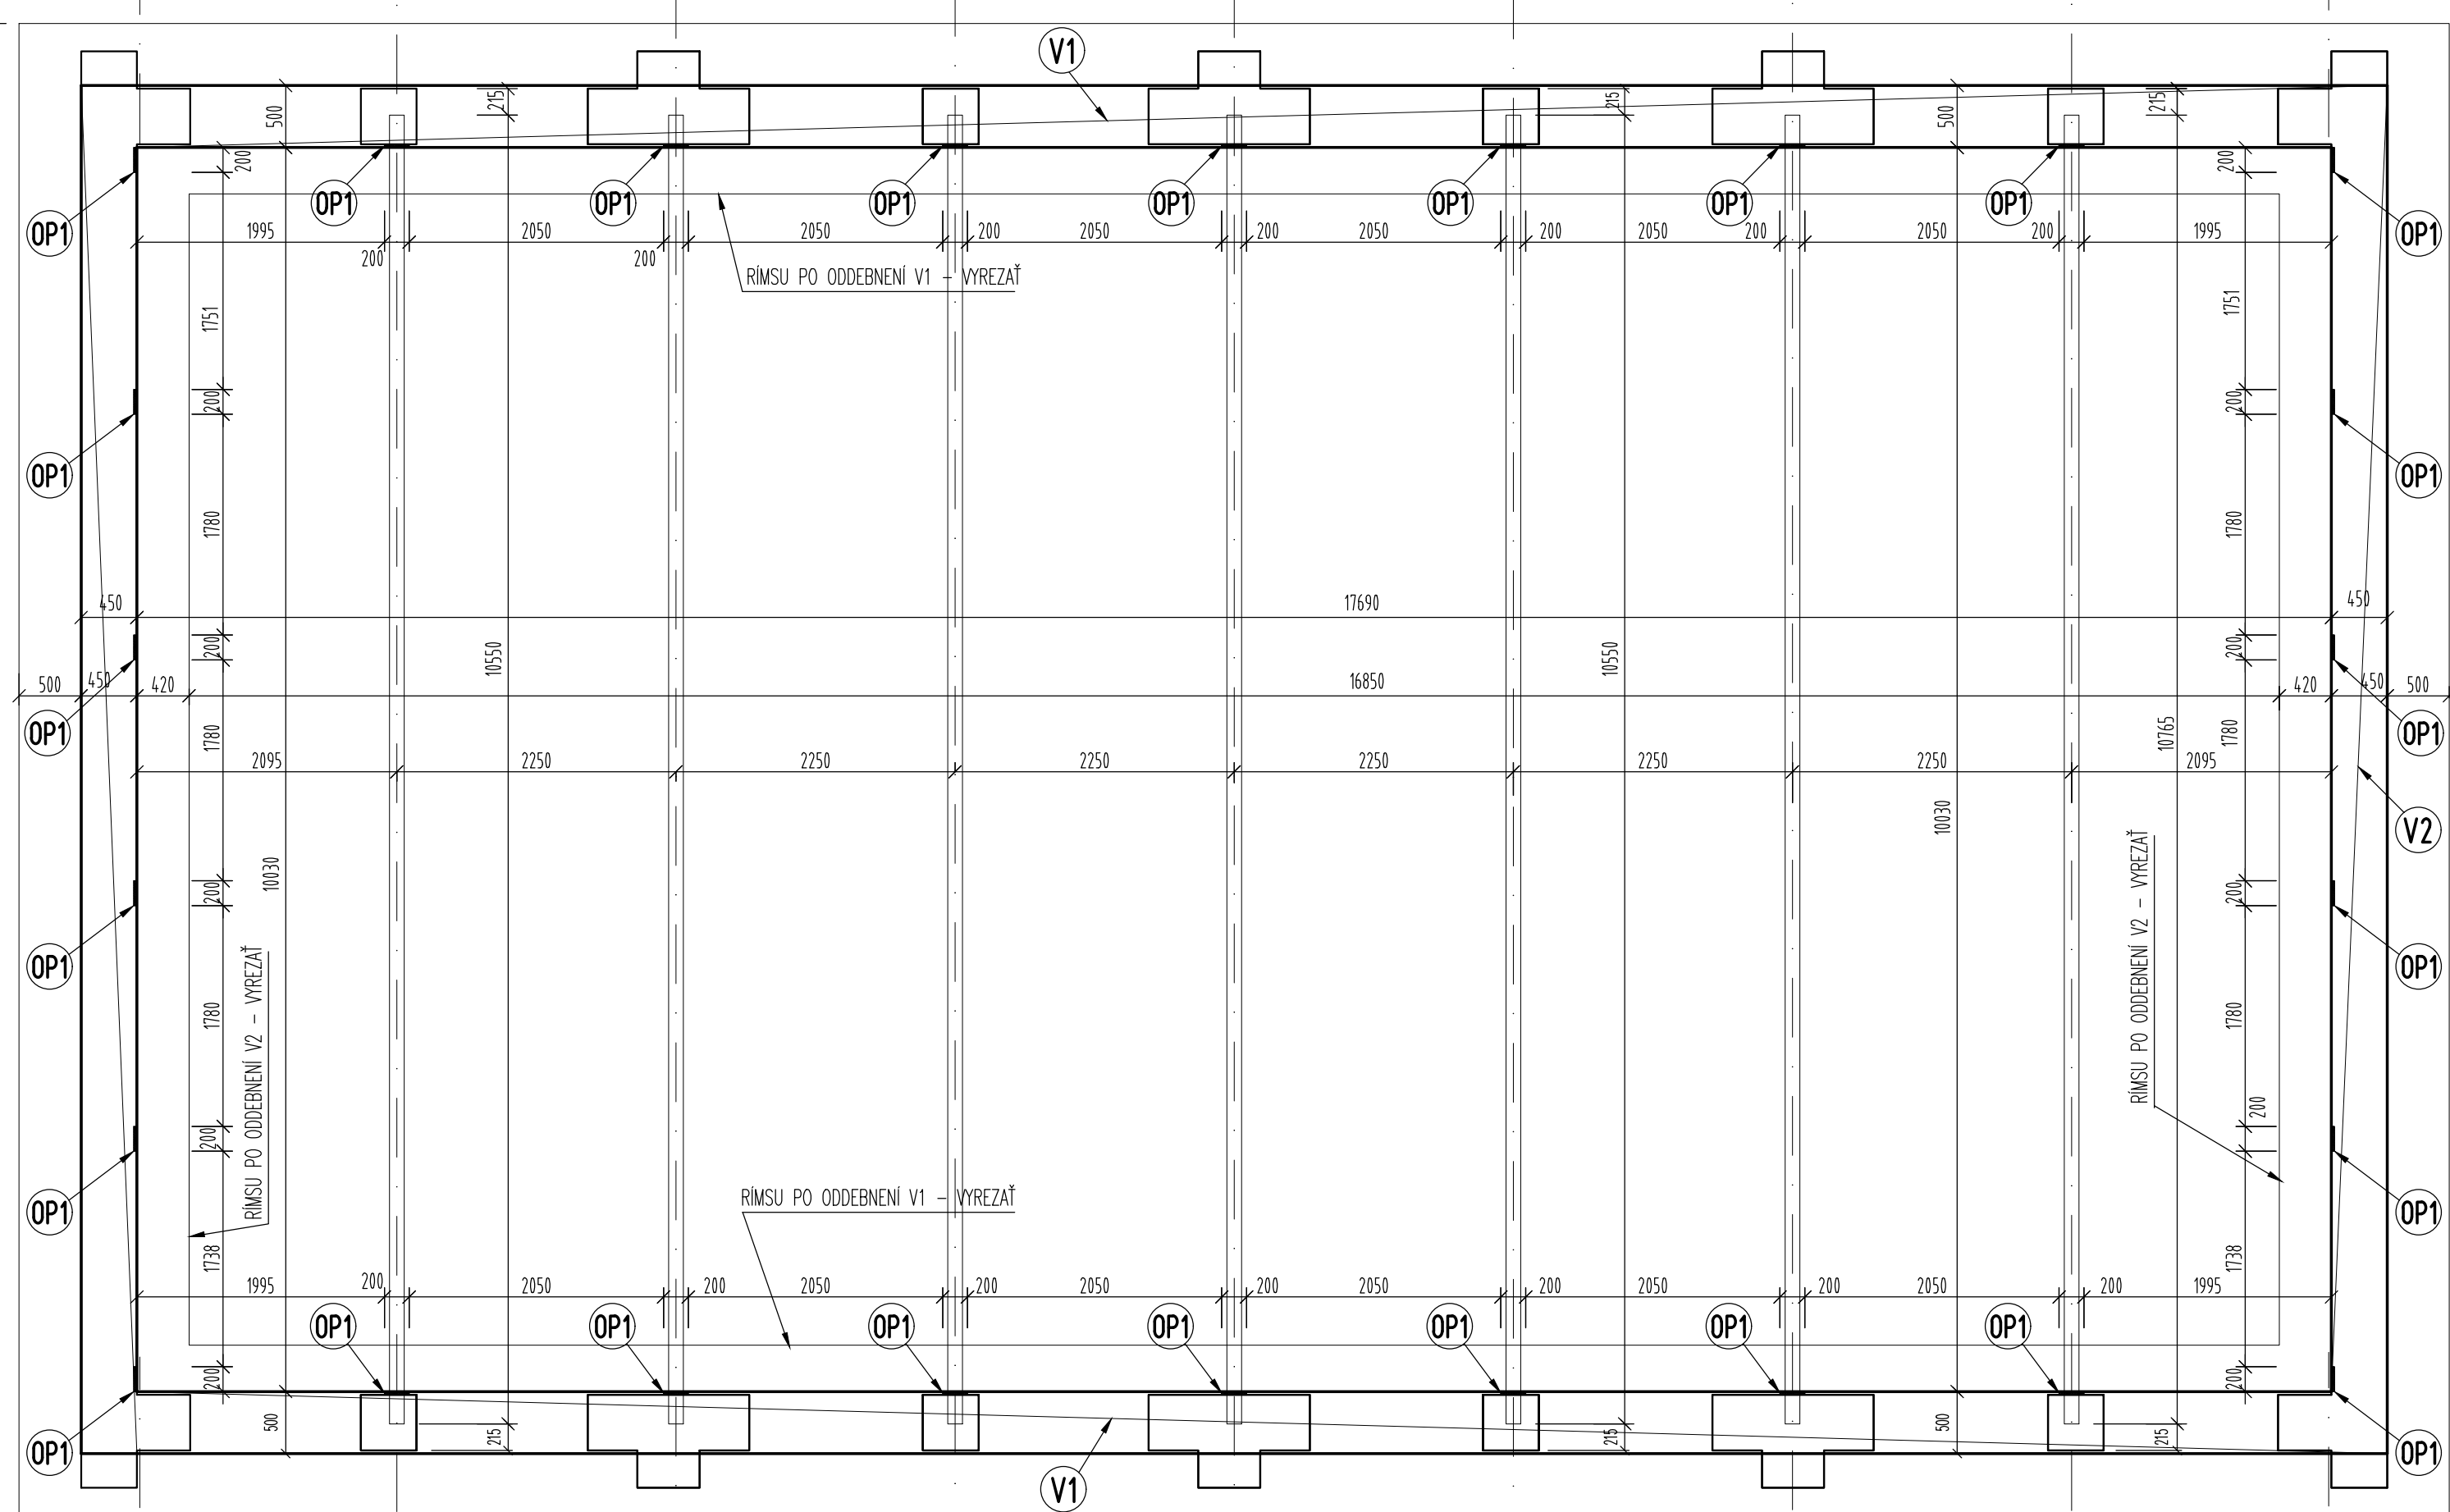 V1
500
215
215
500
215
200
200
OP1 OP1 OP1 OP1 OP1 OP1 OP1
OP1 OP1
1995 2050 2050 200 2050 200 2050 200 2050 200 2050 200 1995
200 200
RÍMSU PO ODDEBNENÍ V1 - VYREZAŤ
1751 1751
200 200
OP1 OP1
1780 1780
450 17690 450
200 200
10550 10550
500 450 420 16850 420 450 500
OP1 OP1
1780 10765 1780
2095 2250 2250 2250 2250 2250 2250 2095
10030 10030
V2
200 200
OP1 OP1
RÍMSU PO ODDEBNENÍ V2 - VYREZAŤ
RÍMSU PO ODDEBNENÍ V2 - VYREZAŤ
1780 1780
200 200
OP1 OP1
RÍMSU PO ODDEBNENÍ V1 - VYREZAŤ
1738 1738
1995 200 2050 200 2050 200 2050 200 2050 200 2050 200 2050 200 1995
OP1 OP1 OP1 OP1 OP1 OP1 OP1
200 200
500 215 215 500 215
OP1 OP1
V1